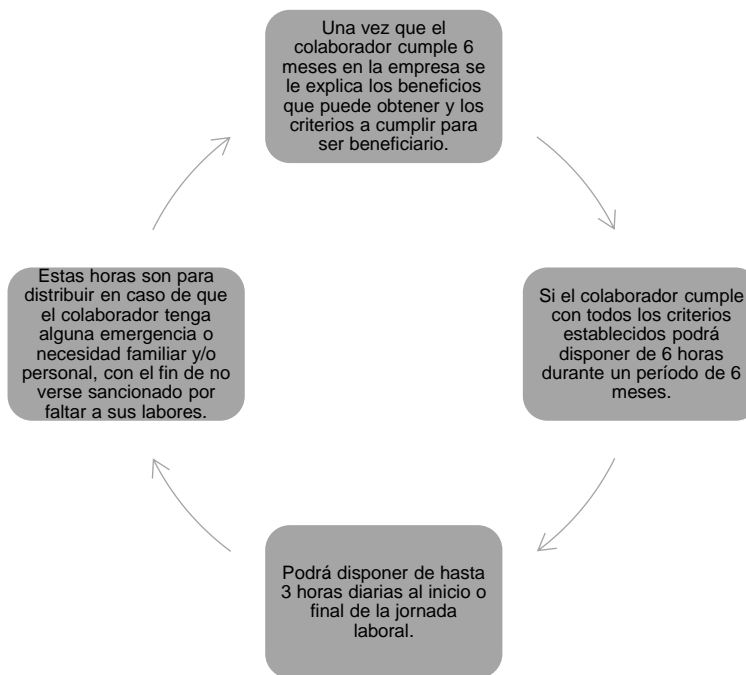 Una vez que el
colaborador cumple 6
meses en la empresa se
le explica los beneficios
que puede obtener y los
criterios a cumplir para
ser beneficiario.
Si el colaborador cumple
con todos los criterios
establecidos podrá
disponer de 6 horas
durante un período de 6
meses.
Podrá disponer de hasta
3 horas diarias al inicio o
final de la jornada
laboral.
Estas horas son para
distribuir en caso de que
el colaborador tenga
alguna emergencia o
necesidad familiar y/o
personal, con el fin de no
verse sancionado por
faltar a sus labores.